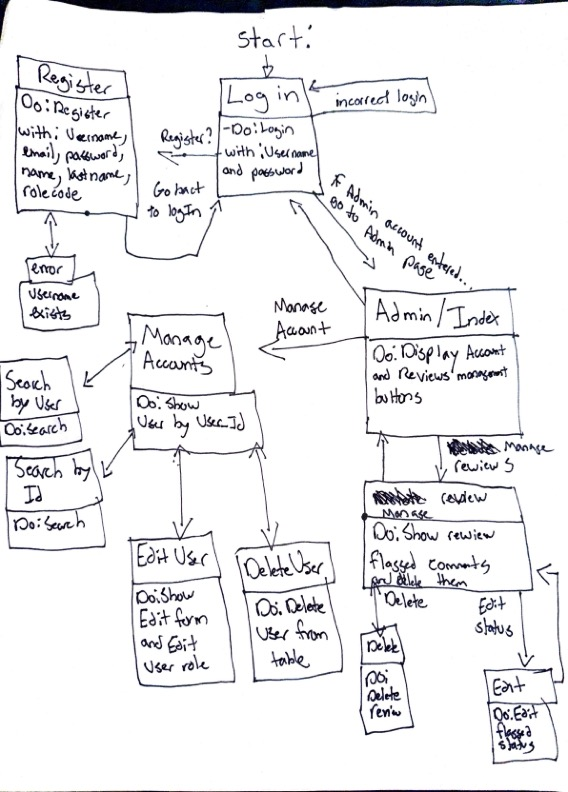 start:
Register
Do: Register
with: Username,
email, password,
name, lastname,
rolecode
Log in
-Do: Login
with: Username
and password
incorrect login
Register?
Go back
to logIn
If Admin account entered...
Go to Admin Page
error
Username
exists
Manage
Account
Admin/Index
Do: Display Account
and Reviews management
buttons
Manage
Accounts
Do: Show
User by User_Id
Search
by User
Do: search
Search by
Id
Do: Search
Manage
rewiew s
review
Manage
Do: Show rewiew
flagged comments
and delete them
Edit User
Do: Show
Edit form
and Edit
User role
Delete User
Do: Delete
User from
table
Delete
Edit
status
Delete
Do:
Delete
review
Edit
Do: Edit
flagged
status